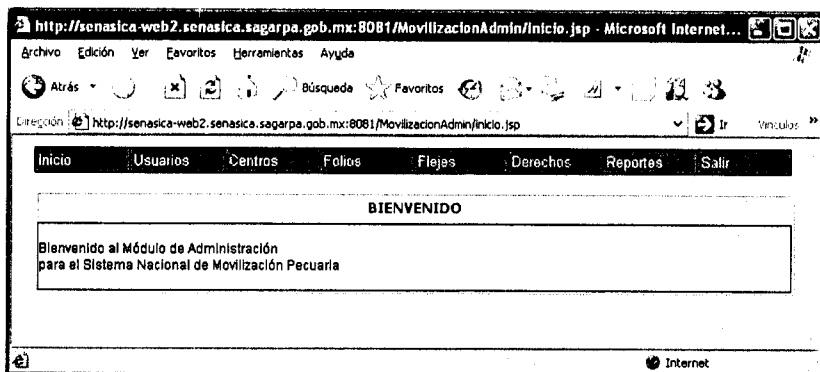 http://senasica-web2.senasica.sagarpa.gob.mx:8081/MovilizacionAdmin/inicio.jsp - Microsoft Internet...
Archivo Edición Ver Favoritos Herramientas Ayuda
Atrás Búsqueda Favoritos
Dirección http://senasica-web2.senasica.sagarpa.gob.mx:8081/MovilizacionAdmin/inicio.jsp Ir Vínculos »
Inicio Usuarios Centros Folios Flejes Derechos Reportes Salir
BIENVENIDO
Bienvenido al Módulo de Administración
para el Sistema Nacional de Movilización Pecuaria
Internet